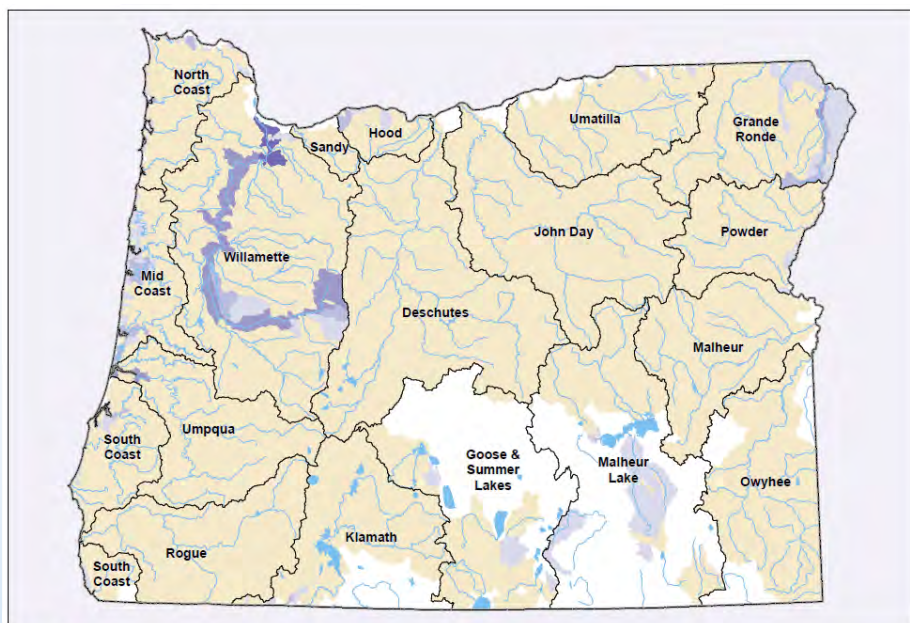 North
Coast
Sandy
Hood
Umatilla
Grande
Ronde
John Day
Powder
Willamette
Mid
Coast
Deschutes
Malheur
South
Coast
Umpqua
Goose &
Summer
Lakes
Malheur
Lake
Owyhee
Klamath
Rogue
South
Coast